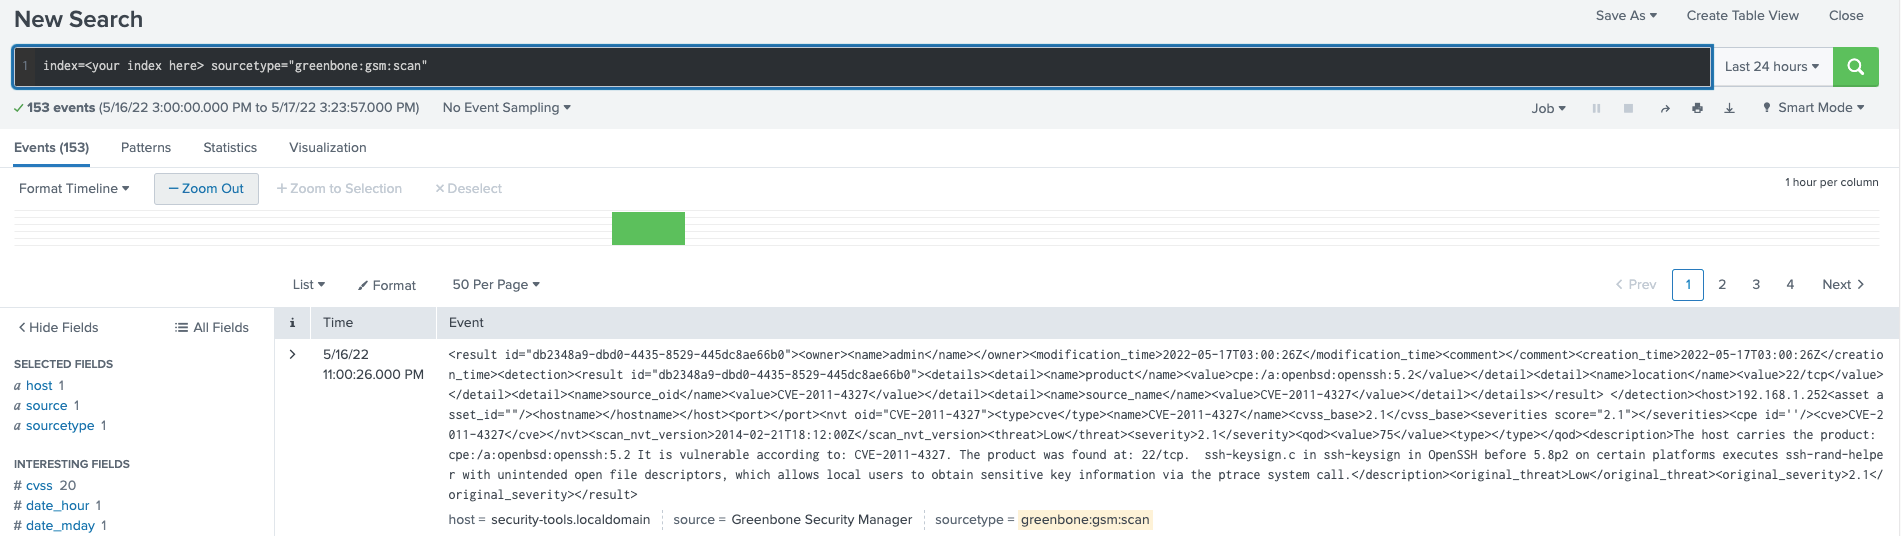 New Search
Save As
Create Table View
Close
1
index=<your index here> sourcetype="greenbone:gsm:scan"
Last 24 hours
153 events (5/16/22 3:00:00.000 PM to 5/17/22 3:23:57.000 PM)
No Event Sampling
Job
Smart Mode
Events (153)
Patterns
Statistics
Visualization
Format Timeline
− Zoom Out
+ Zoom to Selection
× Deselect
1 hour per column
List
Format
50 Per Page
< Prev
1
2
3
4
Next >
< Hide Fields
All Fields
i
Time
Event
SELECTED FIELDS
a host 1
a source 1
a sourcetype 1
INTERESTING FIELDS
# cvss 20
# date_hour 1
# date_mday 1
>
5/16/22
11:00:26.000 PM
<result id="db2348a9-dbd0-4435-8529-445dc8ae66b0"><owner><name>admin</name></owner><modification_time>2022-05-17T03:00:26Z</modification_time><comment></comment><creation_time>2022-05-17T03:00:26Z</creatio
n_time><detection><result id="db2348a9-dbd0-4435-8529-445dc8ae66b0"><details><detail><name>product</name><value>cpe:/a:openbsd:openssh:5.2</value></detail><detail><name>location</name><value>22/tcp</value>
</detail><detail><name>source_oid</name><value>CVE-2011-4327</value></detail><detail><name>source_name</name><value>CVE-2011-4327</value></detail></details></result> </detection><host>192.168.1.252<asset a
sset_id=""/><hostname></hostname></host><port></port><nvt oid="CVE-2011-4327"><type>cve</type><name>CVE-2011-4327</name><cvss_base>2.1</cvss_base><severities score="2.1"></severities><cpe id=''/><cve>CVE-2
011-4327</cve></nvt><scan_nvt_version>2014-02-21T18:12:00Z</scan_nvt_version><threat>Low</threat><severity>2.1</severity><qod><value>75</value><type></type></qod><description>The host carries the product:
cpe:/a:openbsd:openssh:5.2 It is vulnerable according to: CVE-2011-4327. The product was found at: 22/tcp.  ssh-keysign.c in ssh-keysign in OpenSSH before 5.8p2 on certain platforms executes ssh-rand-helpe
r with unintended open file descriptors, which allows local users to obtain sensitive key information via the ptrace system call.</description><original_threat>Low</original_threat><original_severity>2.1</
original_severity></result>
host = security-tools.localdomain
source = Greenbone Security Manager
sourcetype = greenbone:gsm:scan